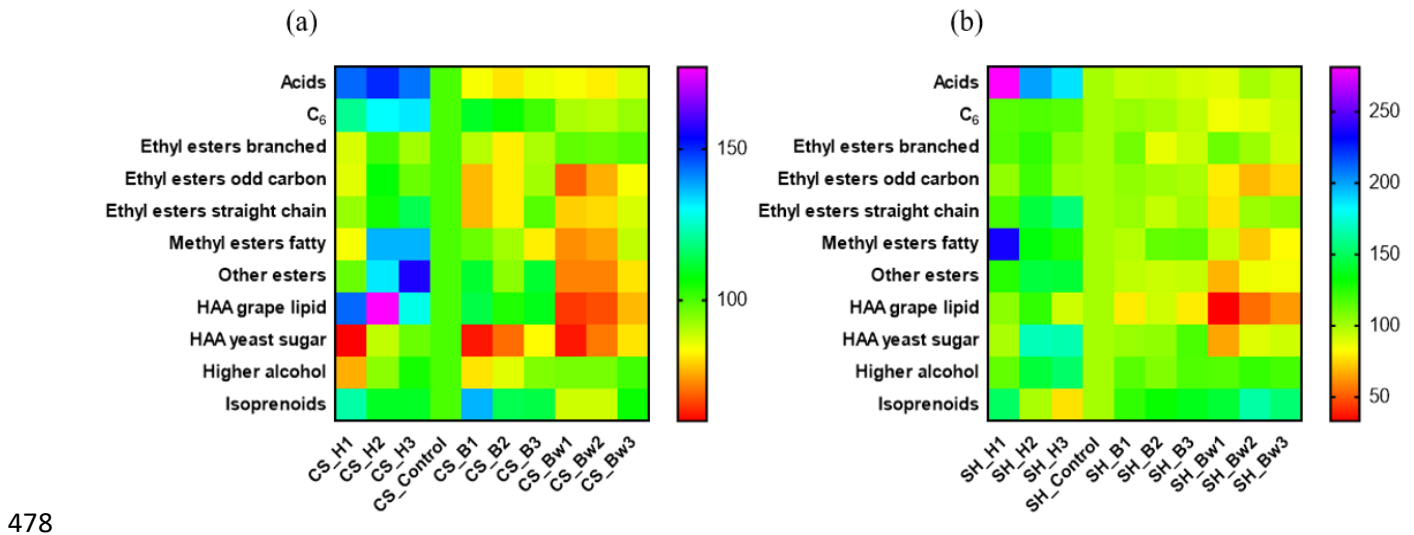 (a)
Acids
C₆
Ethyl esters branched
Ethyl esters odd carbon
Ethyl esters straight chain
Methyl esters fatty
Other esters
HAA grape lipid
HAA yeast sugar
Higher alcohol
Isoprenoids
CS_H1
CS_H2
CS_H3
CS_Control
CS_B1
CS_B2
CS_B3
CS_Bw1
CS_Bw2
CS_Bw3
150
100
(b)
Acids
C₆
Ethyl esters branched
Ethyl esters odd carbon
Ethyl esters straight chain
Methyl esters fatty
Other esters
HAA grape lipid
HAA yeast sugar
Higher alcohol
Isoprenoids
SH_H1
SH_H2
SH_H3
SH_Control
SH_B1
SH_B2
SH_B3
SH_Bw1
SH_Bw2
SH_Bw3
250
200
150
100
50
478